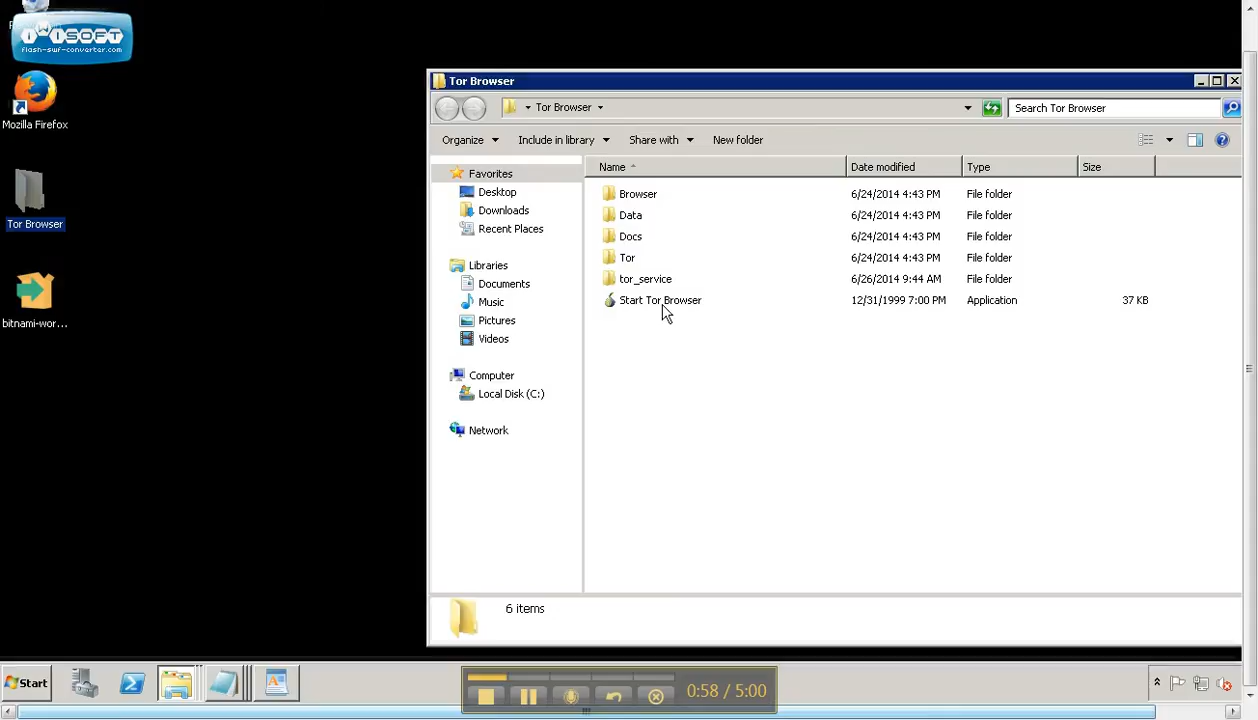 iwisoft
flash-swf-converter.com
Mozilla Firefox
Tor Browser
bitnami-wor...
Tor Browser
Tor Browser
Search Tor Browser
Organize Include in library Share with New folder
Name Date modified Type Size
Favorites
Desktop
Downloads
Recent Places
Libraries
Documents
Music
Pictures
Videos
Computer
Local Disk (C:)
Network
Browser 6/24/2014 4:43 PM File folder
Data 6/24/2014 4:43 PM File folder
Docs 6/24/2014 4:43 PM File folder
Tor 6/24/2014 4:43 PM File folder
tor_service 6/26/2014 9:44 AM File folder
Start Tor Browser 12/31/1999 7:00 PM Application 37 KB
6 items
Start
0:58 / 5:00